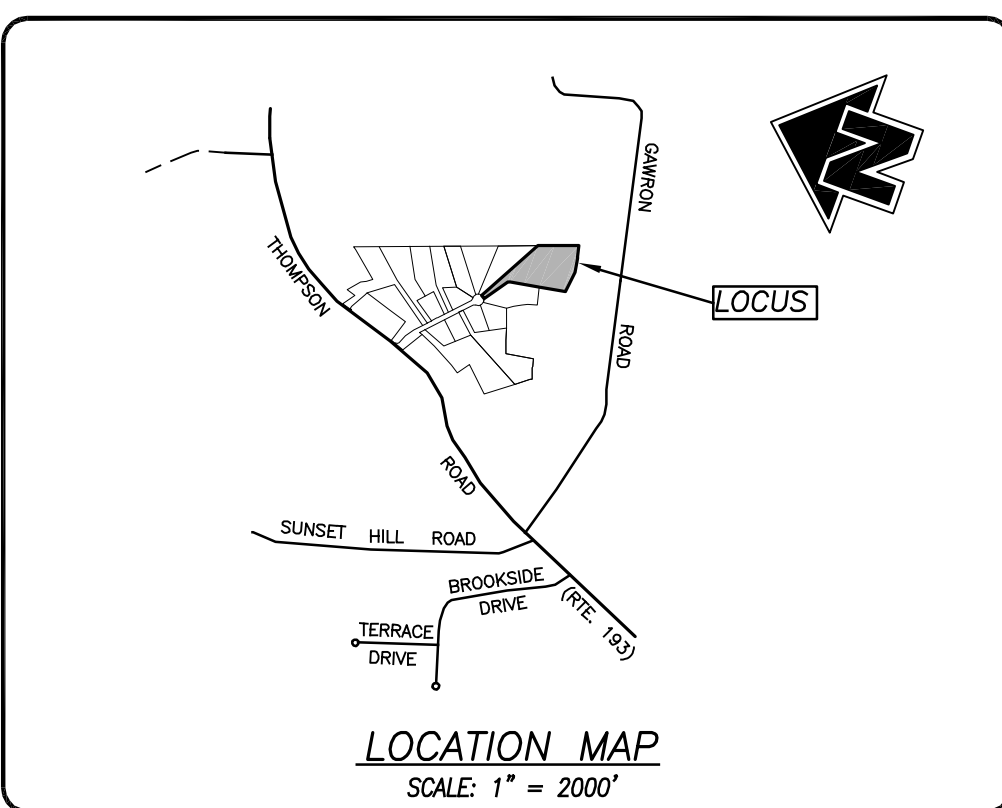 N
GAWRON
THOMPSON
LOCUS
ROAD
ROAD
SUNSET HILL ROAD
BROOKSIDE
DRIVE
(RTE. 193)
TERRACE
DRIVE
LOCATION MAP
SCALE: 1" = 2000'